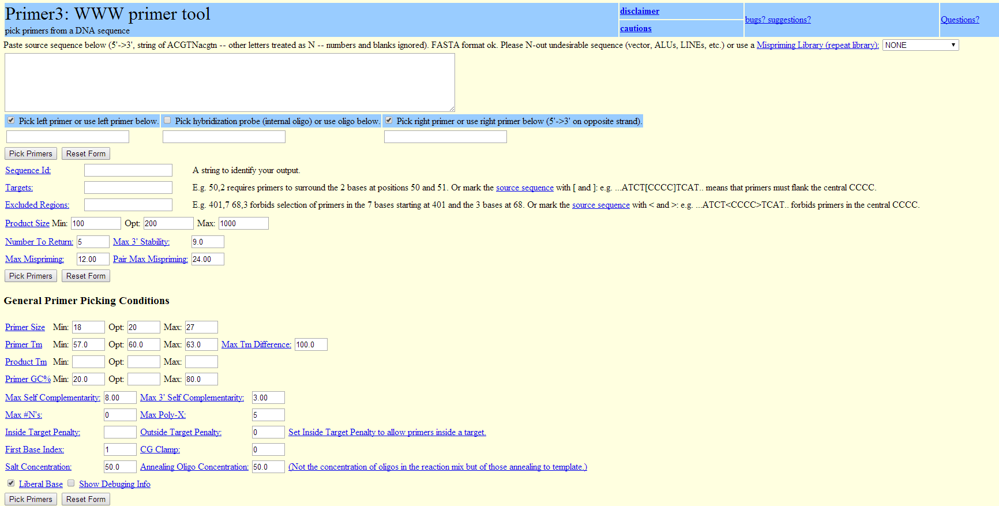 Primer3: WWW primer tool
pick primers from a DNA sequence
disclaimer
cautions
bugs? suggestions?
Questions?
Paste source sequence below (5'->3', string of ACGTNacgtn -- other letters treated as N -- numbers and blanks ignored). FASTA format ok. Please N-out undesirable sequence (vector, ALUs, LINEs, etc.) or use a Mispriming Library (repeat library): NONE
Pick left primer or use left primer below. Pick hybridization probe (internal oligo) or use oligo below. Pick right primer or use right primer below (5'->3' on opposite strand).
Pick Primers Reset Form
Sequence Id: A string to identify your output.
Targets: E.g. 50,2 requires primers to surround the 2 bases at positions 50 and 51. Or mark the source sequence with [ and ]: e.g. ...ATCT[CCCC]TCAT.. means that primers must flank the central CCCC.
Excluded Regions: E.g. 401,7 68,3 forbids selection of primers in the 7 bases starting at 401 and the 3 bases at 68. Or mark the source sequence with < and >: e.g. ...ATCT<CCCC>TCAT.. forbids primers in the central CCCC.
Product Size Min: 100 Opt: 200 Max: 1000
Number To Return: 5 Max 3' Stability: 9.0
Max Mispriming: 12.00 Pair Max Mispriming: 24.00
Pick Primers Reset Form
General Primer Picking Conditions
Primer Size Min: 18 Opt: 20 Max: 27
Primer Tm Min: 57.0 Opt: 60.0 Max: 63.0 Max Tm Difference: 100.0
Product Tm Min: Opt: Max:
Primer GC% Min: 20.0 Opt: Max: 80.0
Max Self Complementarity: 8.00 Max 3' Self Complementarity: 3.00
Max #N's: 0 Max Poly-X: 5
Inside Target Penalty: Outside Target Penalty: 0 Set Inside Target Penalty to allow primers inside a target.
First Base Index: 1 CG Clamp: 0
Salt Concentration: 50.0 Annealing Oligo Concentration: 50.0 (Not the concentration of oligos in the reaction mix but of those annealing to template.)
Liberal Base Show Debuging Info
Pick Primers Reset Form